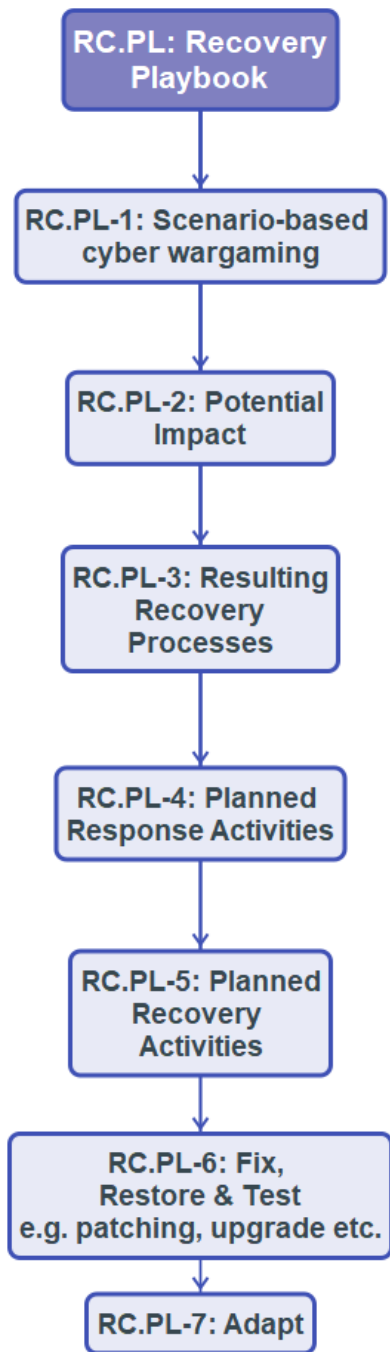 RC.PL: Recovery
Playbook
RC.PL-1: Scenario-based
cyber wargaming
RC.PL-2: Potential
Impact
RC.PL-3: Resulting
Recovery
Processes
RC.PL-4: Planned
Response Activities
RC.PL-5: Planned
Recovery
Activities
RC.PL-6: Fix,
Restore & Test
e.g. patching, upgrade etc.
RC.PL-7: Adapt